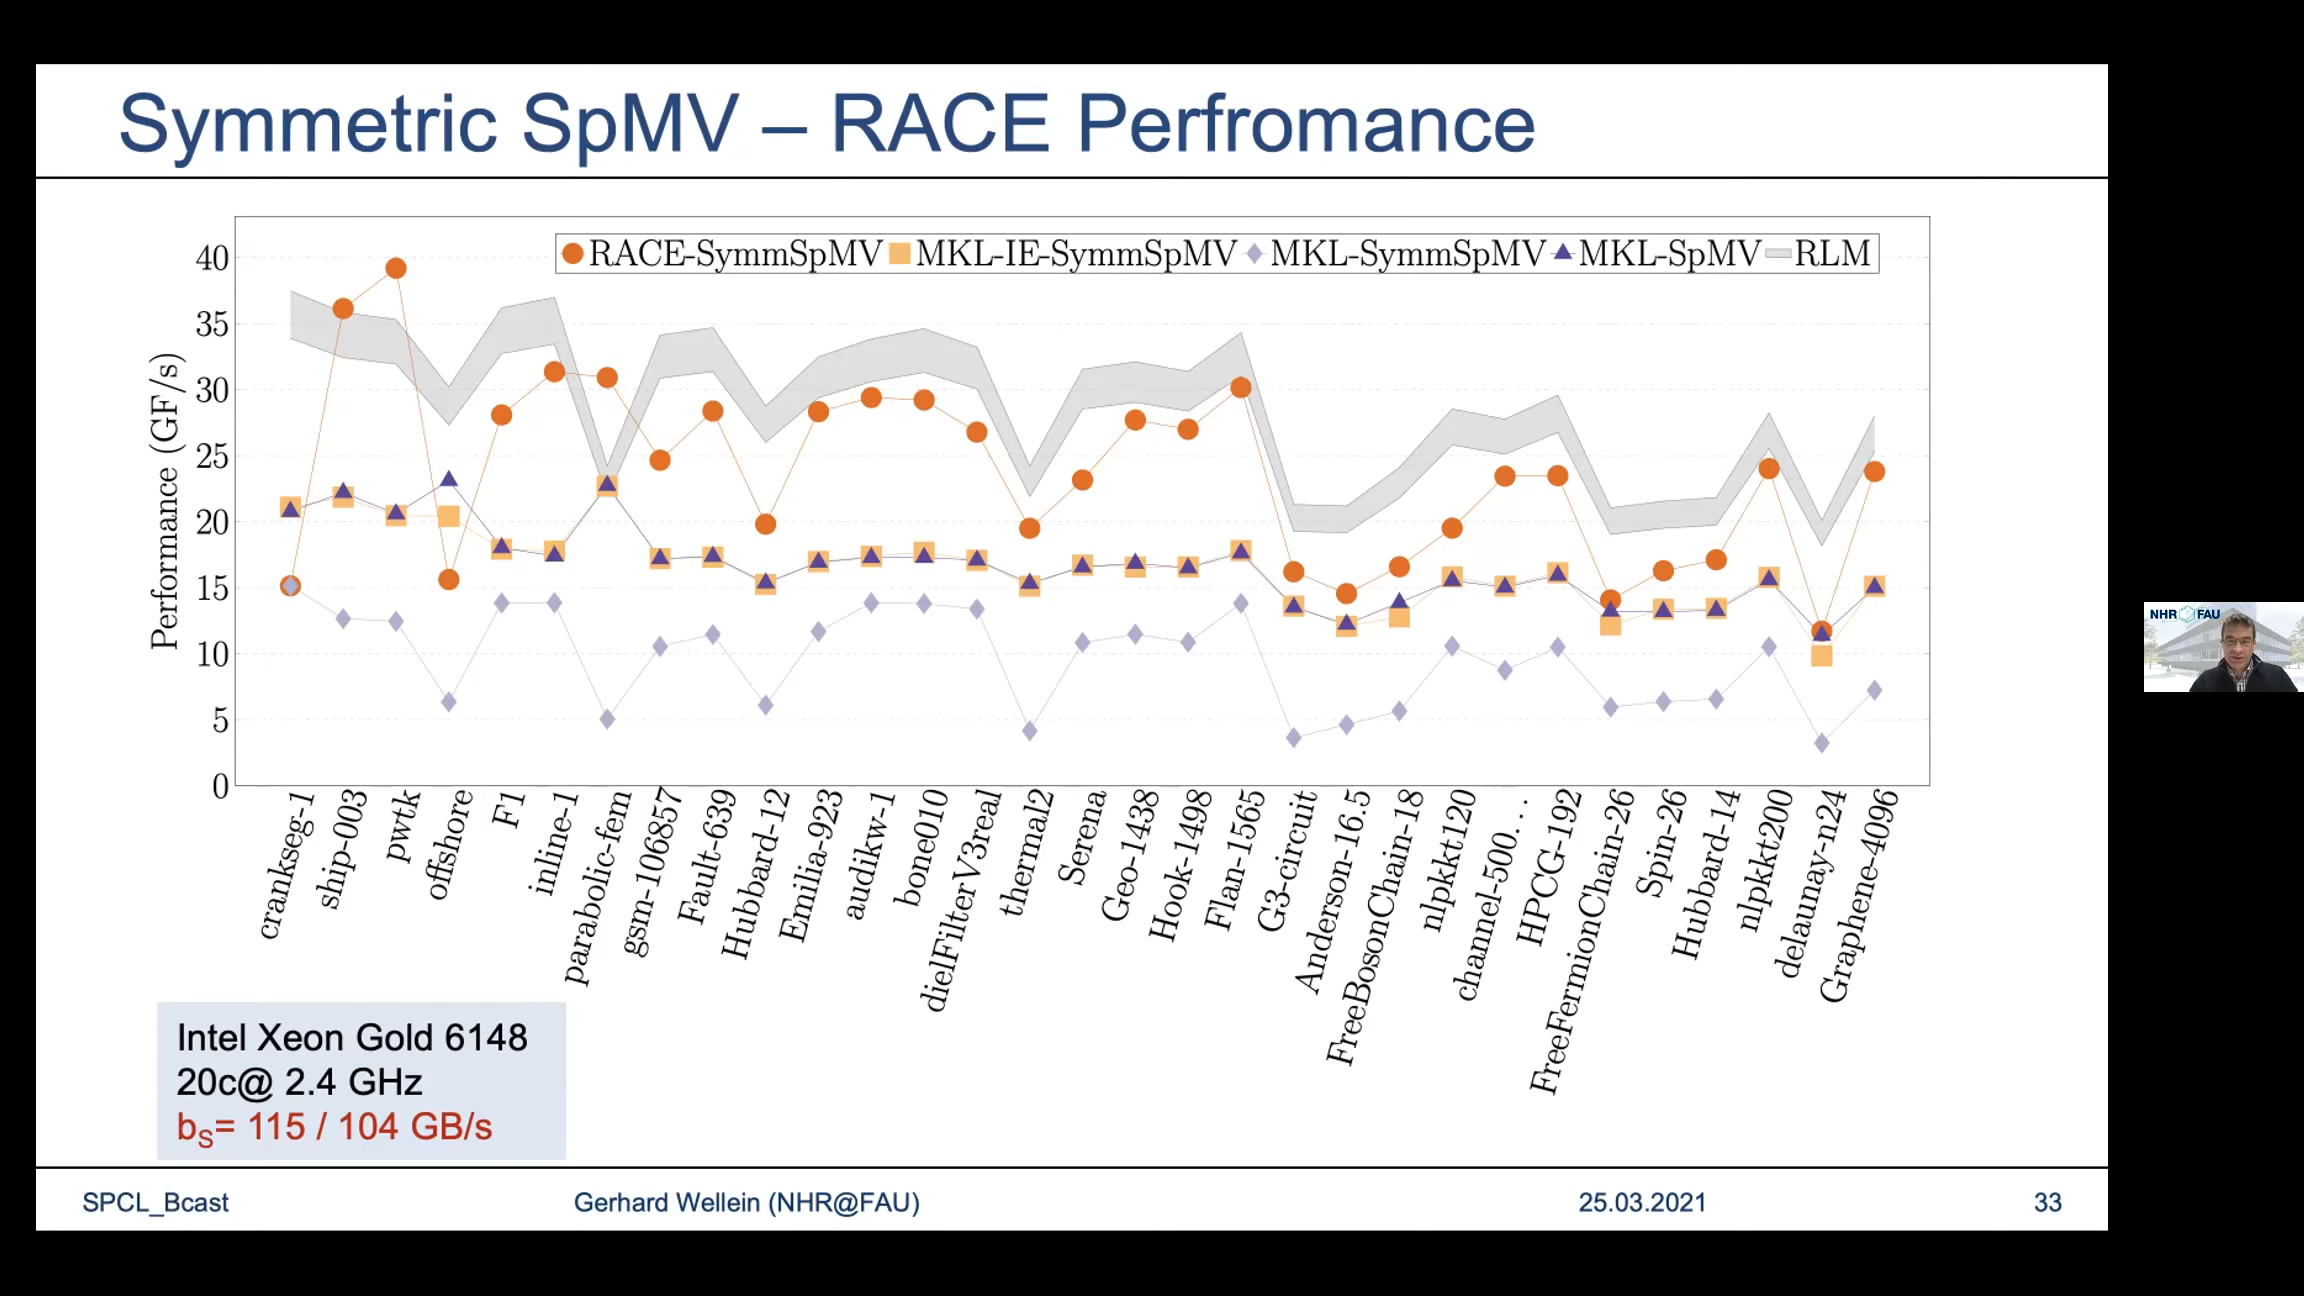 Symmetric SpMV – RACE Perfromance
RACE-SymmSpMV MKL-IE-SymmSpMV MKL-SymmSpMV MKL-SpMV RLM
Performance (GF/s)
40
35
30
25
20
15
10
5
0
crankseg-1
ship-003
pwtk
offshore
F1
inline-1
parabolic-fem
gsm-106857
Fault-639
Hubbard-12
Emilia-923
audikw-1
bone010
dielFilterV3real
thermal2
Serena
Geo-1438
Hook-1498
Flan-1565
G3-circuit
Anderson-16.5
FreeBosonChain-18
nlpkkt120
channel-500...
HPCG-192
FreeFermionChain-26
Spin-26
Hubbard-14
nlpkkt200
delaunay-n24
Graphene-4096
Intel Xeon Gold 6148
20c@ 2.4 GHz
bS= 115 / 104 GB/s
SPCL_Bcast Gerhard Wellein (NHR@FAU) 25.03.2021 33
NHR FAU